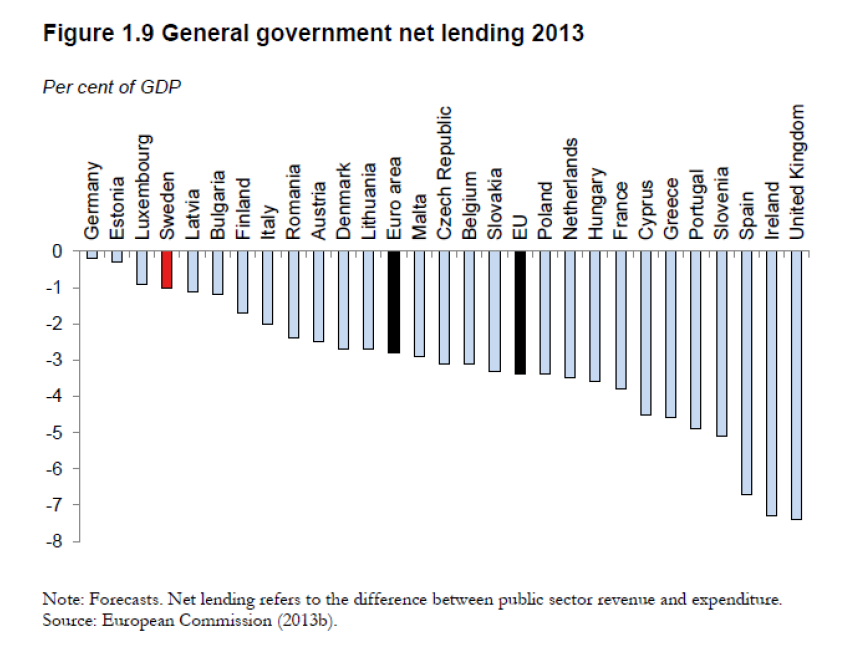 Figure 1.9 General government net lending 2013
Per cent of GDP
Germany
Estonia
Luxembourg
Sweden
Latvia
Bulgaria
Finland
Italy
Romania
Austria
Denmark
Lithuania
Euro area
Malta
Czech Republic
Belgium
Slovakia
EU
Poland
Netherlands
Hungary
France
Cyprus
Greece
Portugal
Slovenia
Spain
Ireland
United Kingdom
0
-1
-2
-3
-4
-5
-6
-7
-8
Note: Forecasts. Net lending refers to the difference between public sector revenue and expenditure.
Source: European Commission (2013b).